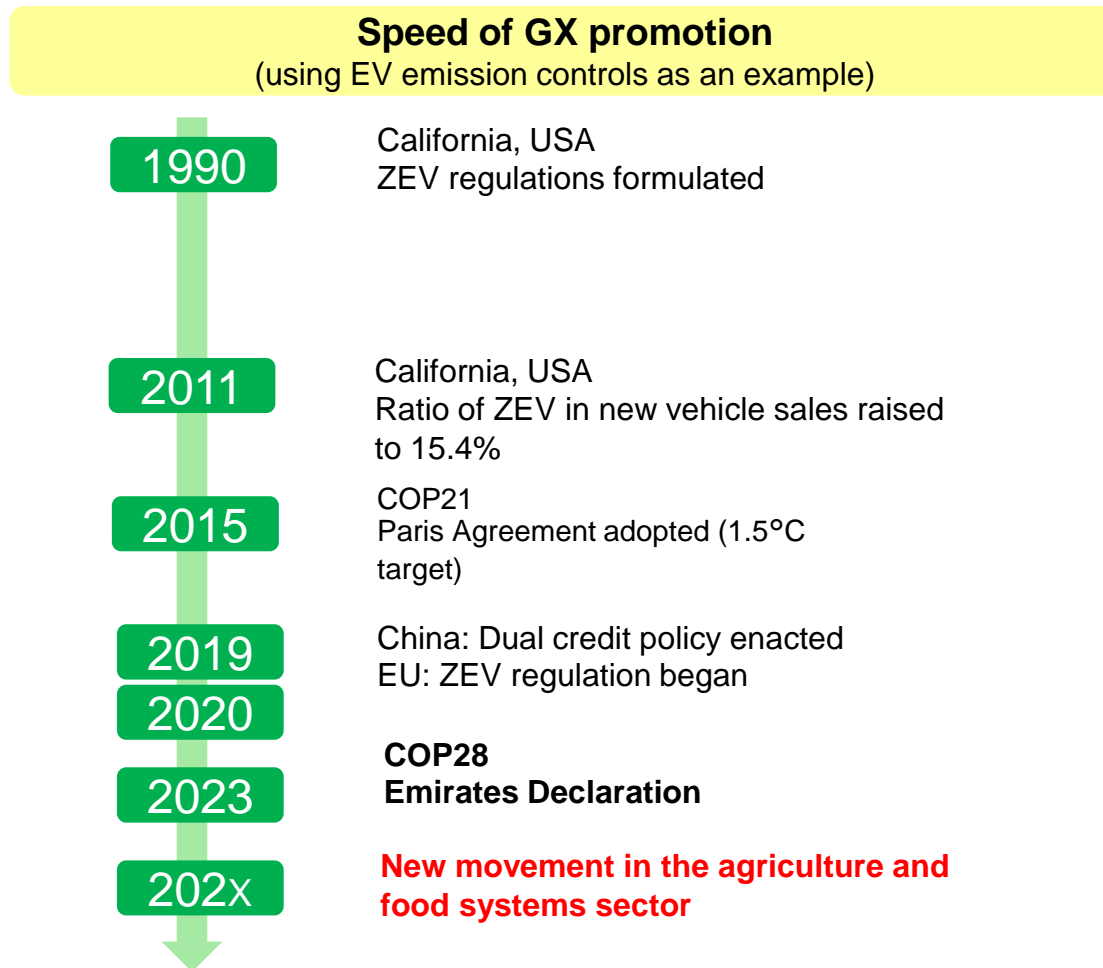 Speed of GX promotion
(using EV emission controls as an example)
1990
California, USA
ZEV regulations formulated
2011
California, USA
Ratio of ZEV in new vehicle sales raised
to 15.4%
2015
COP21
Paris Agreement adopted (1.5°C
target)
2019
China: Dual credit policy enacted
EU: ZEV regulation began
2020
COP28
Emirates Declaration
2023
202X
New movement in the agriculture and
food systems sector